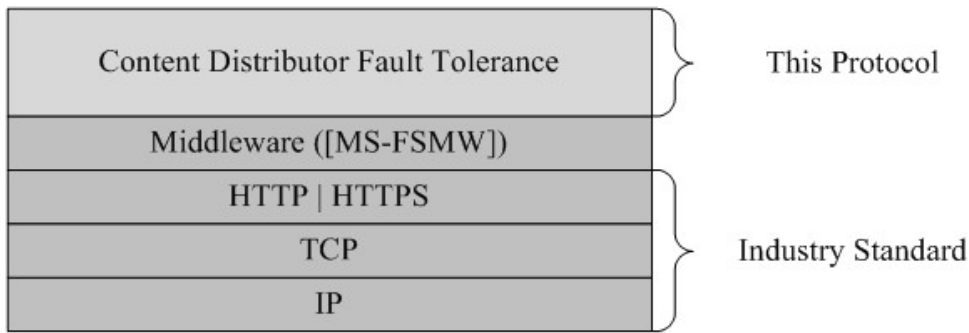 Content Distributor Fault Tolerance
This Protocol
Middleware ([MS-FSMW])
HTTP | HTTPS
TCP
Industry Standard
IP